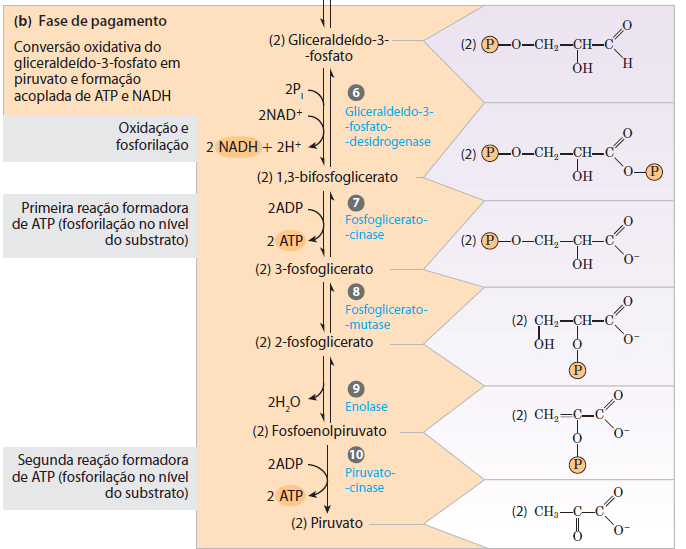 (b) Fase de pagamento
Conversão oxidativa do
gliceraldeído-3-fosfato em
piruvato e formação
acoplada de ATP e NADH
(2) Gliceraldeído-3-
-fosfato
(2) P—O—CH₂—CH—C
O
H
OH
2Pᵢ
2NAD⁺
2 NADH + 2H⁺
6
Gliceraldeído-3-
-fosfato-
-desidrogenase
Oxidação e
fosforilação
(2) 1,3-bifosfoglicerato
(2) P—O—CH₂—CH—C
O
O—P
OH
Primeira reação formadora
de ATP (fosforilação no nível
do substrato)
2ADP
2 ATP
7
Fosfoglicerato-
-cinase
(2) 3-fosfoglicerato
(2) P—O—CH₂—CH—C
O
O⁻
OH
8
Fosfoglicerato-
-mutase
(2) 2-fosfoglicerato
(2) CH₂—CH—C
O
O⁻
OH O
P
2H₂O
9
Enolase
(2) Fosfoenolpiruvato
(2) CH₂=C—C
O
O⁻
O
P
Segunda reação formadora
de ATP (fosforilação no nível
do substrato)
2ADP
2 ATP
10
Piruvato-
-cinase
(2) Piruvato
(2) CH₃—C—C
O
O⁻
O